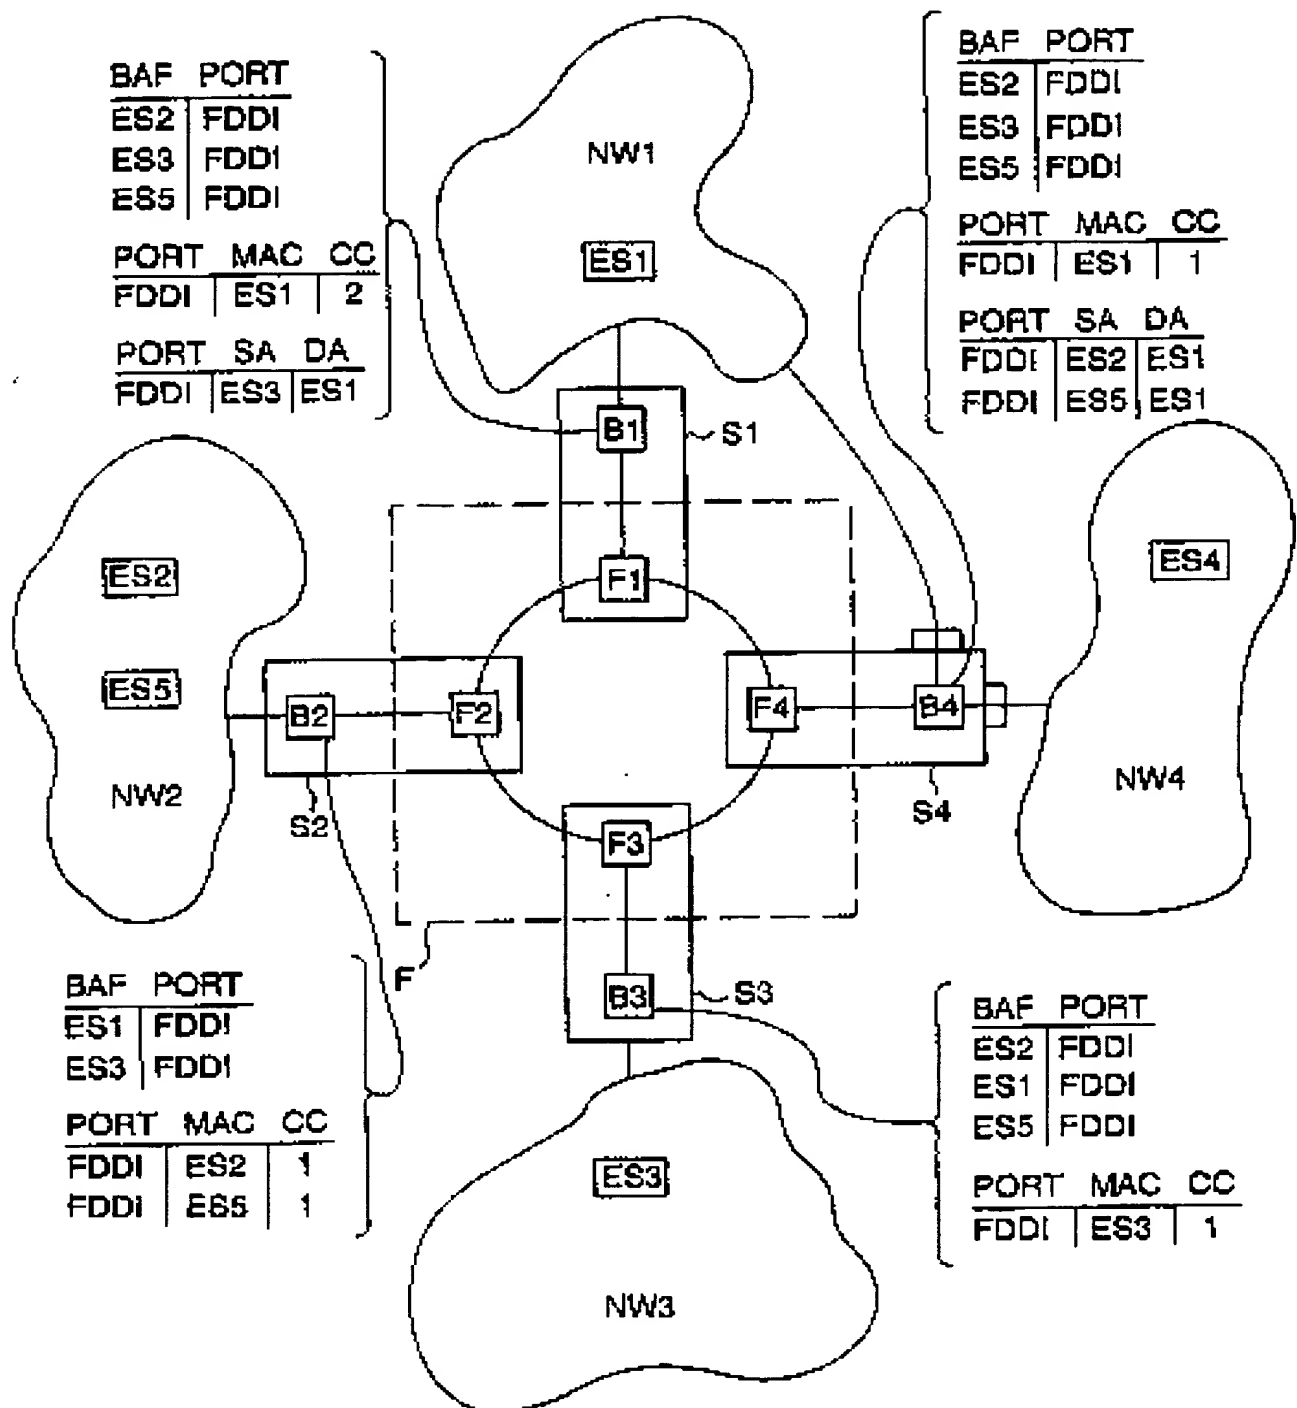 BAF PORT
ES2 FDDI
ES3 FDDI
ES5 FDDI
PORT MAC CC
FDDI ES1 2
PORT SA DA
FDDI ES3 ES1
BAF PORT
ES2 FDDI
ES3 FDDI
ES5 FDDI
PORT MAC CC
FDDI ES1 1
PORT SA DA
FDDI ES2 ES1
FDDI ES5 ES1
NW1
ES1
B1
S1
F1
ES2
ES5
NW2
B2
F2
S2
F4
B4
S4
ES4
NW4
F3
F
B3
S3
ES3
NW3
BAF PORT
ES1 FDDI
ES3 FDDI
PORT MAC CC
FDDI ES2 1
FDDI ES5 1
BAF PORT
ES2 FDDI
ES1 FDDI
ES5 FDDI
PORT MAC CC
FDDI ES3 1